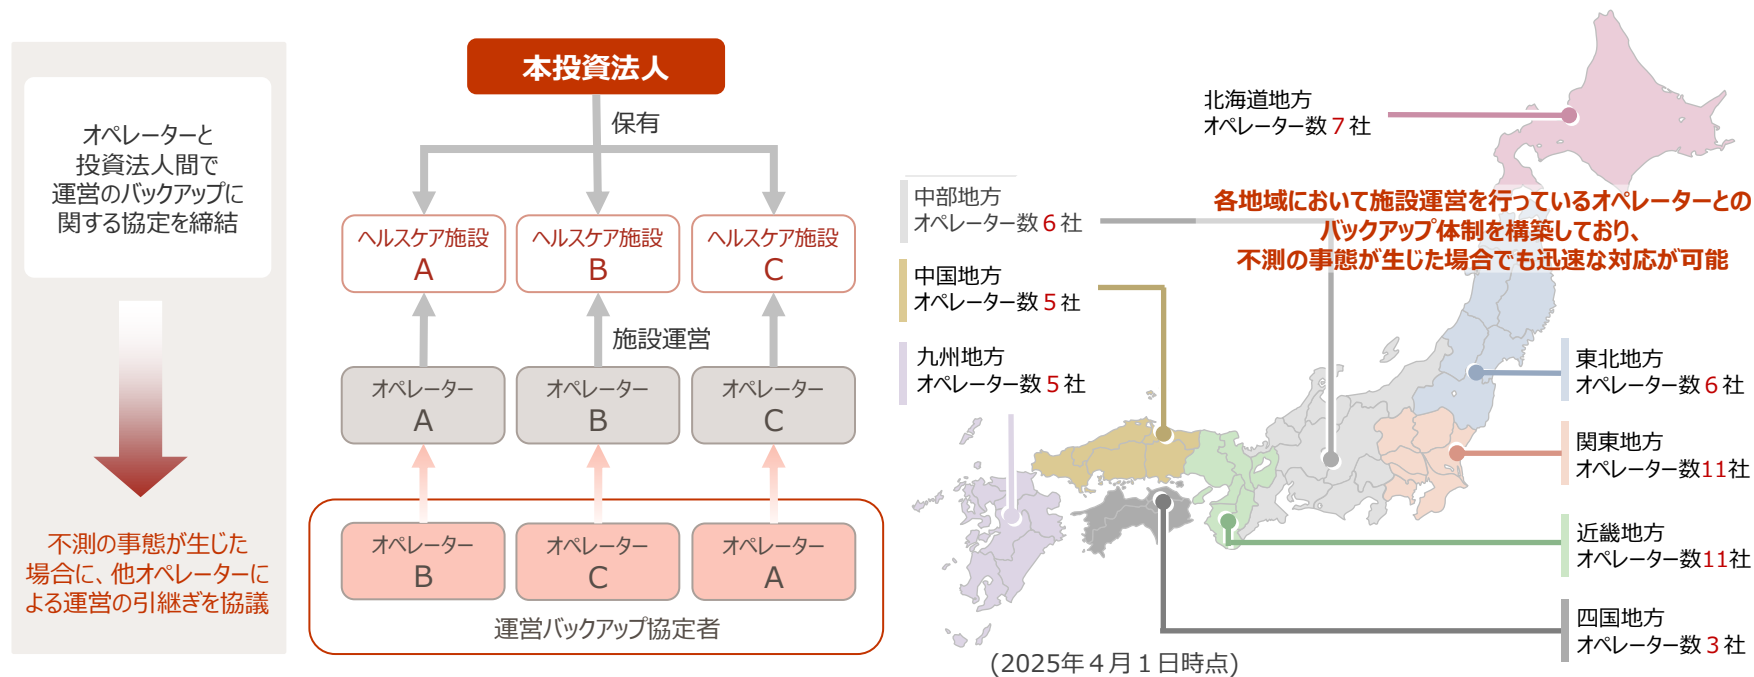 オペレーターと
投資法人間で
運営のバックアップに
関する協定を締結
不測の事態が生じた
場合に、他オペレーターに
よる運営の引継ぎを協議
本投資法人
保有
ヘルスケア施設
A
ヘルスケア施設
B
ヘルスケア施設
C
施設運営
オペレーター
A
オペレーター
B
オペレーター
C
オペレーター
B
オペレーター
C
オペレーター
A
運営バックアップ協定者
北海道地方
オペレーター数7社
中部地方
オペレーター数6社
各地域において施設運営を行っているオペレーターとの
バックアップ体制を構築しており、
不測の事態が生じた場合でも迅速な対応が可能
中国地方
オペレーター数5社
九州地方
オペレーター数5社
東北地方
オペレーター数6社
関東地方
オペレーター数11社
近畿地方
オペレーター数11社
四国地方
オペレーター数3社
(2025年4月1日時点)